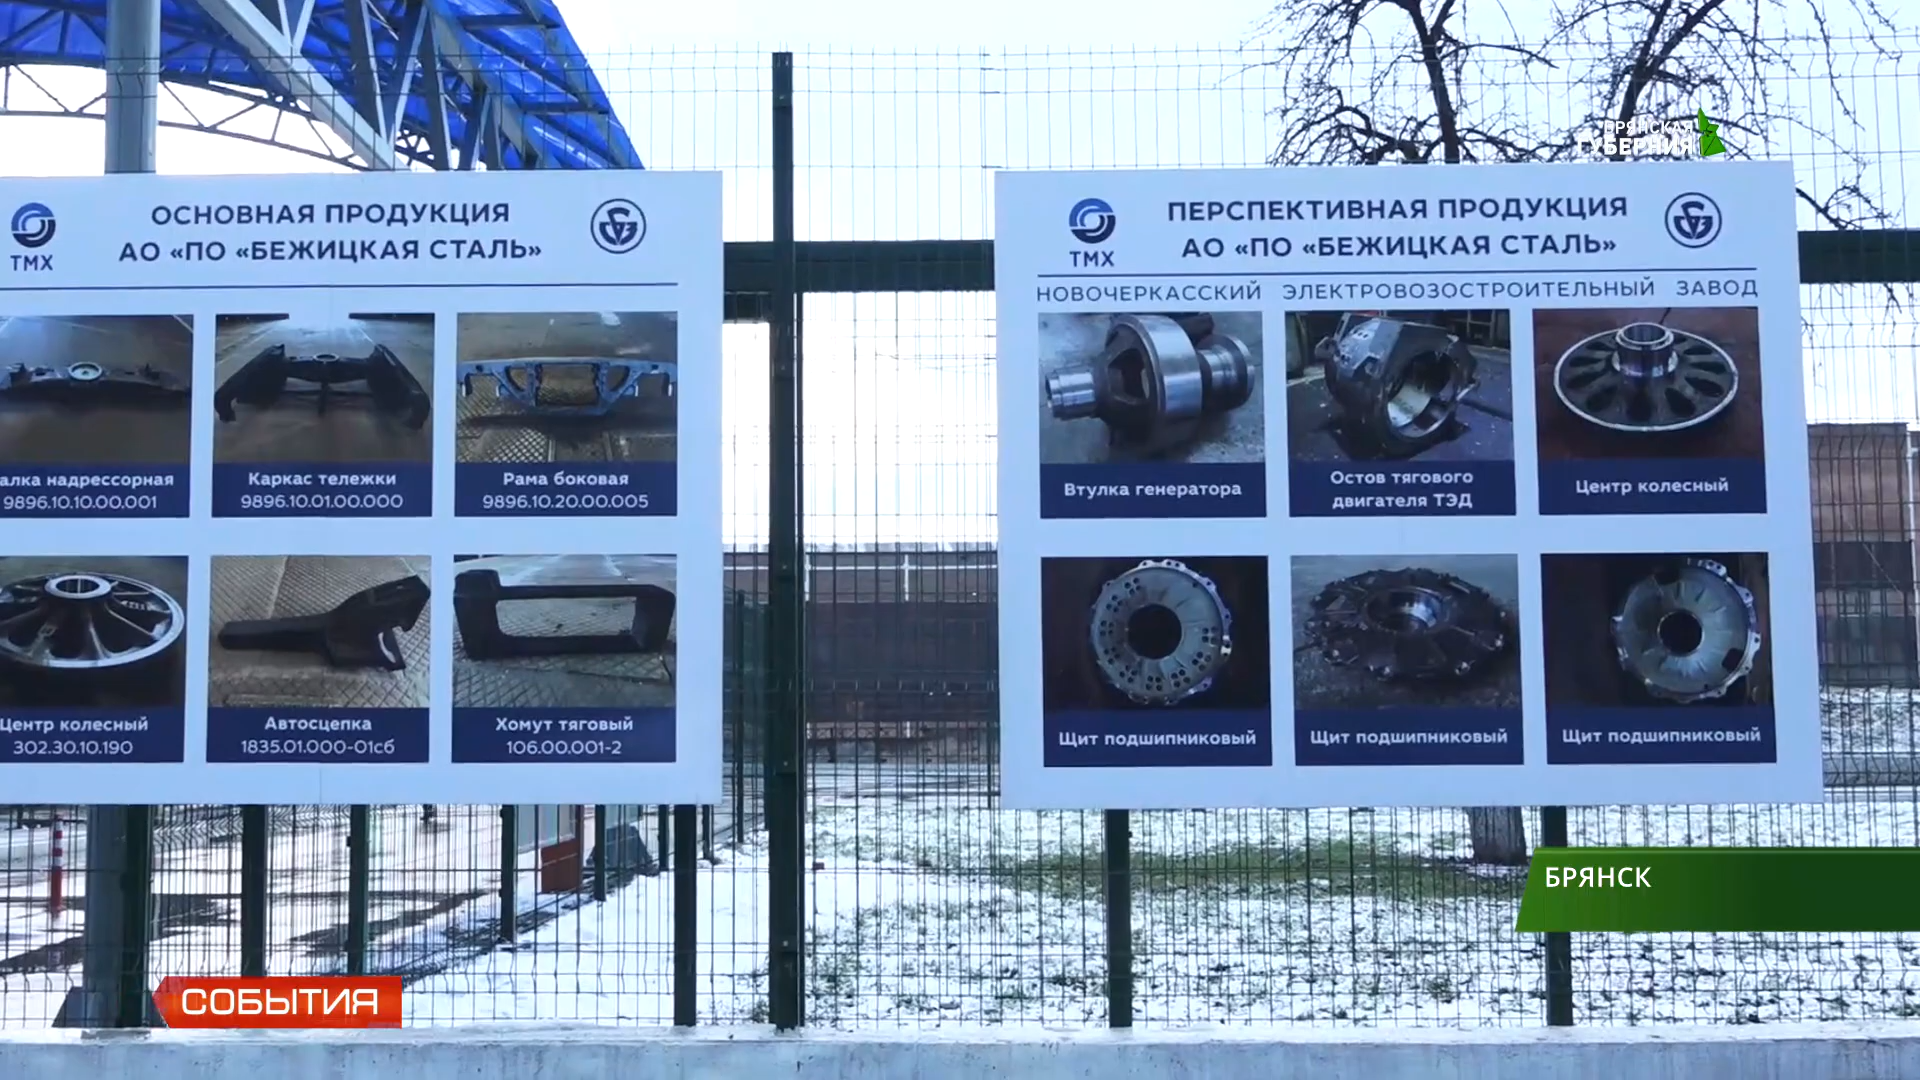 БРЯНСКАЯ
ГУБЕРНИЯ
ТМХ
ОСНОВНАЯ ПРОДУКЦИЯ
АО «ПО «БЕЖИЦКАЯ СТАЛЬ»
алка надрессорная
9896.10.10.00.001
Каркас тележки
9896.10.01.00.000
Рама боковая
9896.10.20.00.005
Центр колесный
302.30.10.190
Автосцепка
1835.01.000-01сб
Хомут тяговый
106.00.001-2
ТМХ
ПЕРСПЕКТИВНАЯ ПРОДУКЦИЯ
АО «ПО «БЕЖИЦКАЯ СТАЛЬ»
НОВОЧЕРКАССКИЙ ЭЛЕКТРОВОЗОСТРОИТЕЛЬНЫЙ ЗАВОД
Втулка генератора
Остов тягового
двигателя ТЭД
Центр колесный
Щит подшипниковый
Щит подшипниковый
Щит подшипниковый
БРЯНСК
СОБЫТИЯ